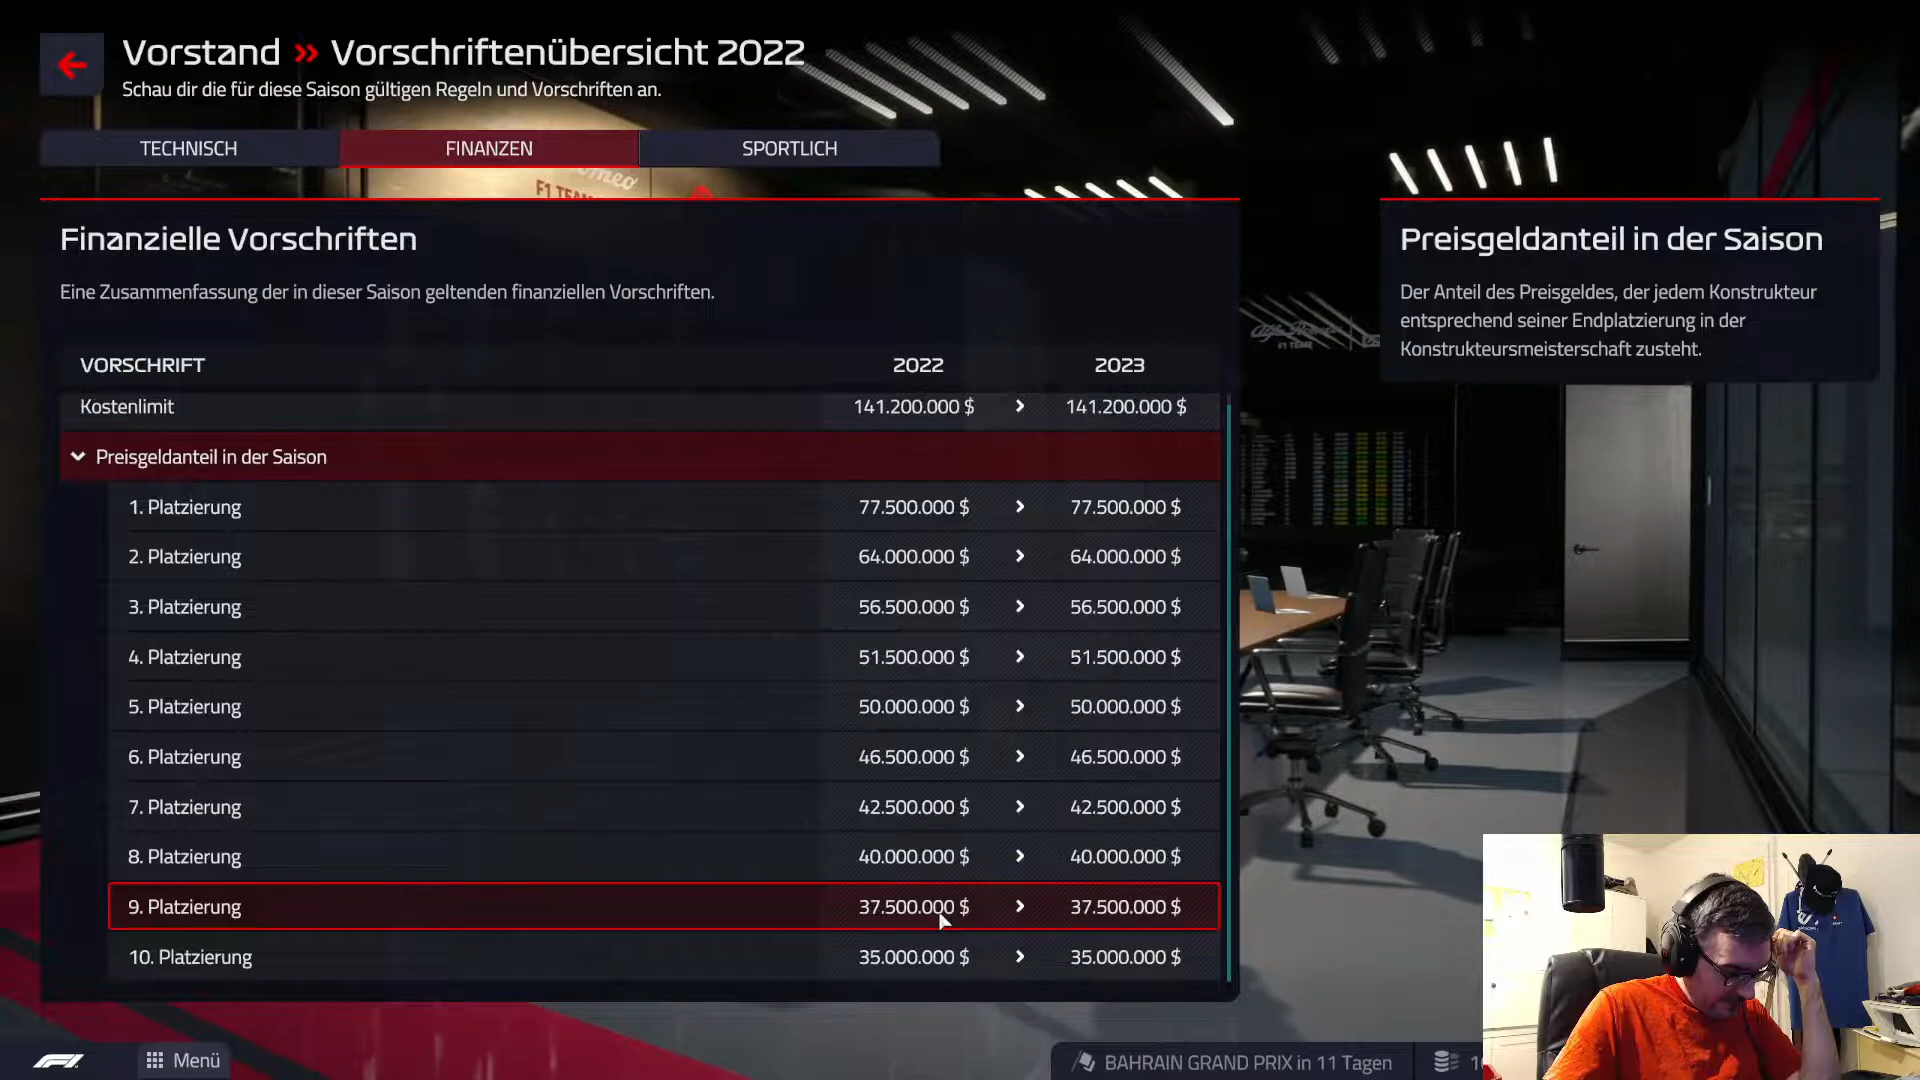 Vorstand » Vorschriftenübersicht 2022
Schau dir die für diese Saison gültigen Regeln und Vorschriften an.
TECHNISCH FINANZEN SPORTLICH
Finanzielle Vorschriften
Eine Zusammenfassung der in dieser Saison geltenden finanziellen Vorschriften.
VORSCHRIFT 2022 2023
Kostenlimit 141.200.000 $ 141.200.000 $
Preisgeldanteil in der Saison
1. Platzierung 77.500.000 $ 77.500.000 $
2. Platzierung 64.000.000 $ 64.000.000 $
3. Platzierung 56.500.000 $ 56.500.000 $
4. Platzierung 51.500.000 $ 51.500.000 $
5. Platzierung 50.000.000 $ 50.000.000 $
6. Platzierung 46.500.000 $ 46.500.000 $
7. Platzierung 42.500.000 $ 42.500.000 $
8. Platzierung 40.000.000 $ 40.000.000 $
9. Platzierung 37.500.000 $ 37.500.000 $
10. Platzierung 35.000.000 $ 35.000.000 $
Preisgeldanteil in der Saison
Der Anteil des Preisgeldes, der jedem Konstrukteur
entsprechend seiner Endplatzierung in der
Konstrukteursmeisterschaft zusteht.
Alfa Romeo
F1 TEAM
F1 Menü
BAHRAIN GRAND PRIX in 11 Tagen